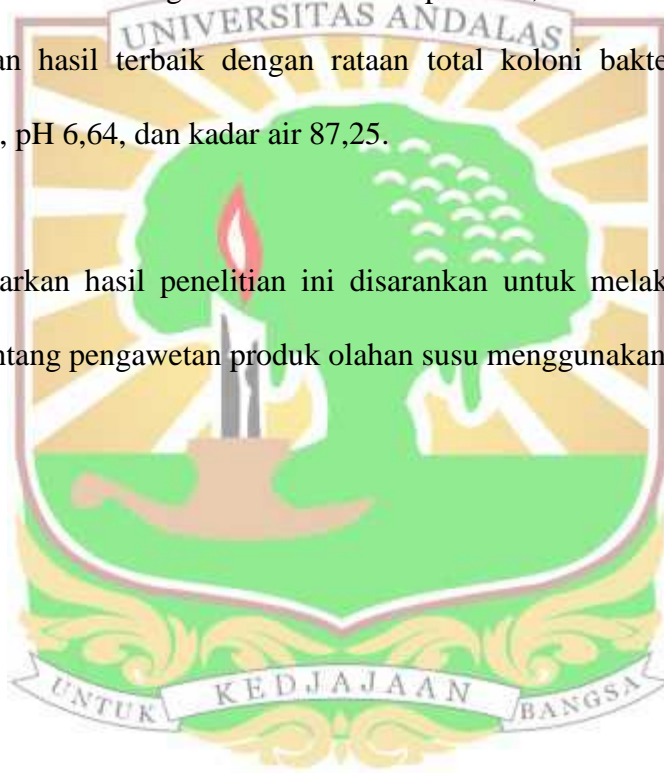 UNIVERSITAS ANDALAS
an hasil terbaik dengan rataan total koloni bakte
, pH 6,64, dan kadar air 87,25.
arkan hasil penelitian ini disarankan untuk melak
ntang pengawetan produk olahan susu menggunakan
UNTUK KEDJAJAAN BANGSA